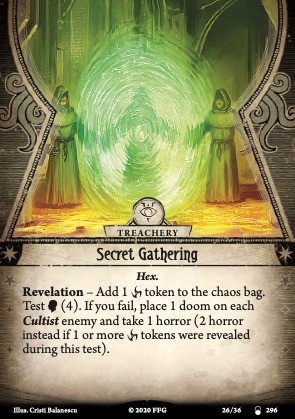 TREACHERY
Secret Gathering
Hex.
Revelation – Add 1 token to the chaos bag.
Test (4). If you fail, place 1 doom on
each Cultist enemy and take 1 horror (2 horror
instead if 1 or more tokens were revealed
during this test).
Illus. Cristi Balanescu © 2020 FFG 26/36 296